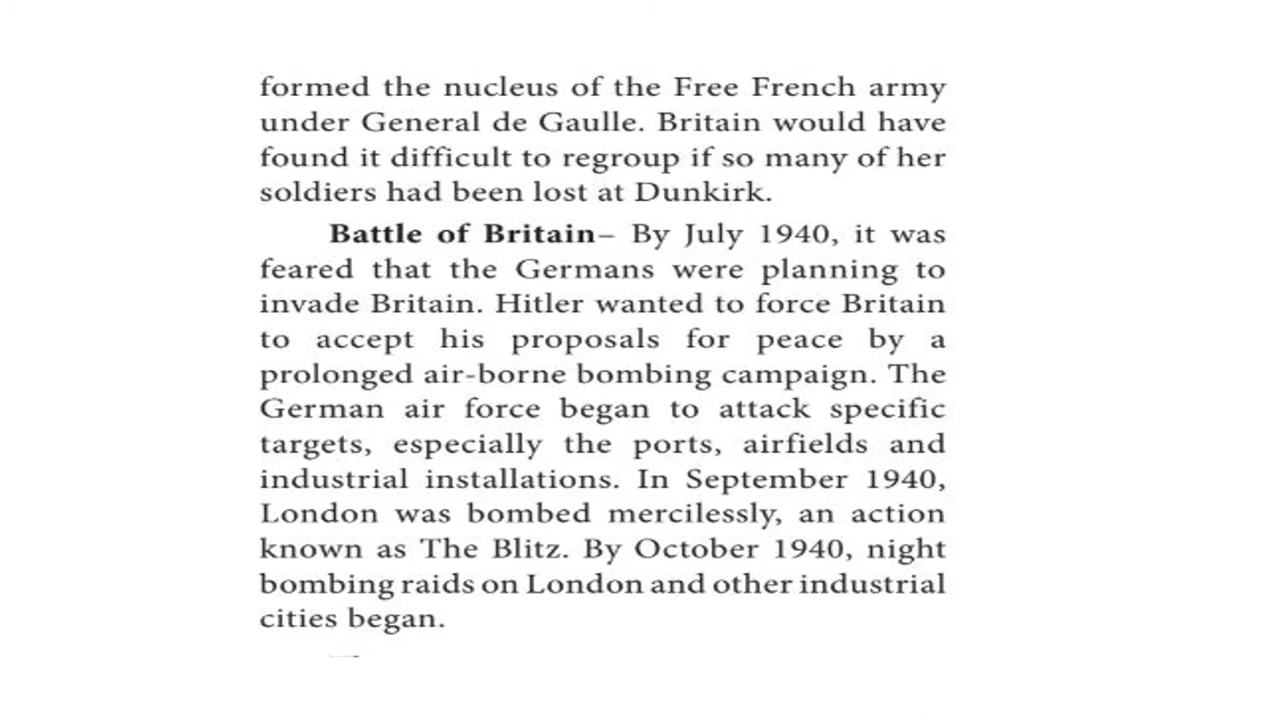 formed the nucleus of the Free French army
under General de Gaulle. Britain would have
found it difficult to regroup if so many of her
soldiers had been lost at Dunkirk.
Battle of Britain– By July 1940, it was
feared that the Germans were planning to
invade Britain. Hitler wanted to force Britain
to accept his proposals for peace by a
prolonged air-borne bombing campaign. The
German air force began to attack specific
targets, especially the ports, airfields and
industrial installations. In September 1940,
London was bombed mercilessly, an action
known as The Blitz. By October 1940, night
bombing raids on London and other industrial
cities began.